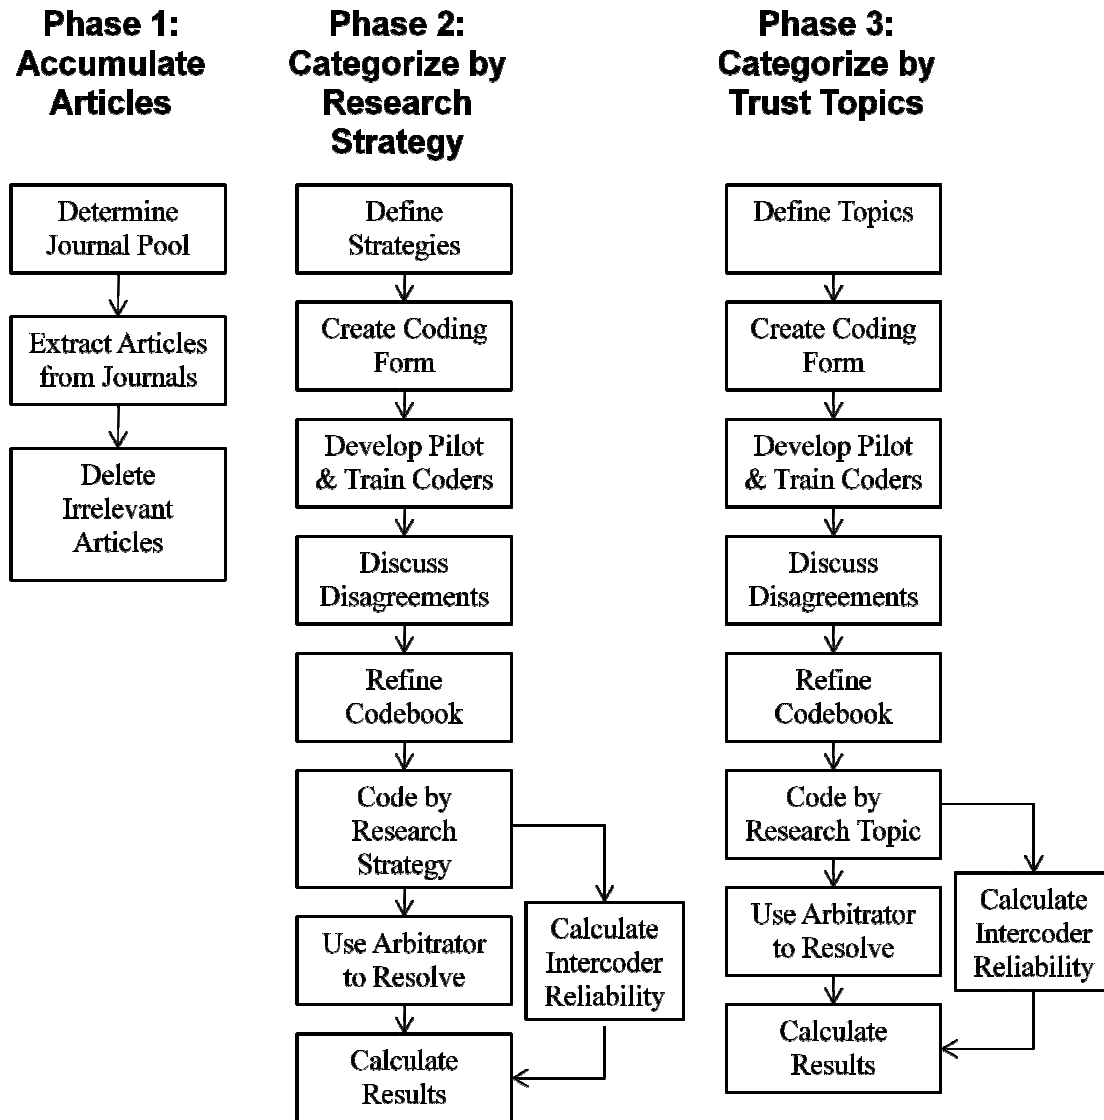 Phase 1:
Accumulate
Articles
Determine
Journal Pool
Extract Articles
from Journals
Delete
Irrelevant
Articles
Phase 2:
Categorize by
Research
Strategy
Define
Strategies
Create Coding
Form
Develop Pilot
& Train Coders
Discuss
Disagreements
Refine
Codebook
Code by
Research
Strategy
Use Arbitrator
to Resolve
Calculate
Intercoder
Reliability
Calculate
Results
Phase 3:
Categorize by
Trust Topics
Define Topics
Create Coding
Form
Develop Pilot
& Train Coders
Discuss
Disagreements
Refine
Codebook
Code by
Research Topic
Use Arbitrator
to Resolve
Calculate
Intercoder
Reliability
Calculate
Results